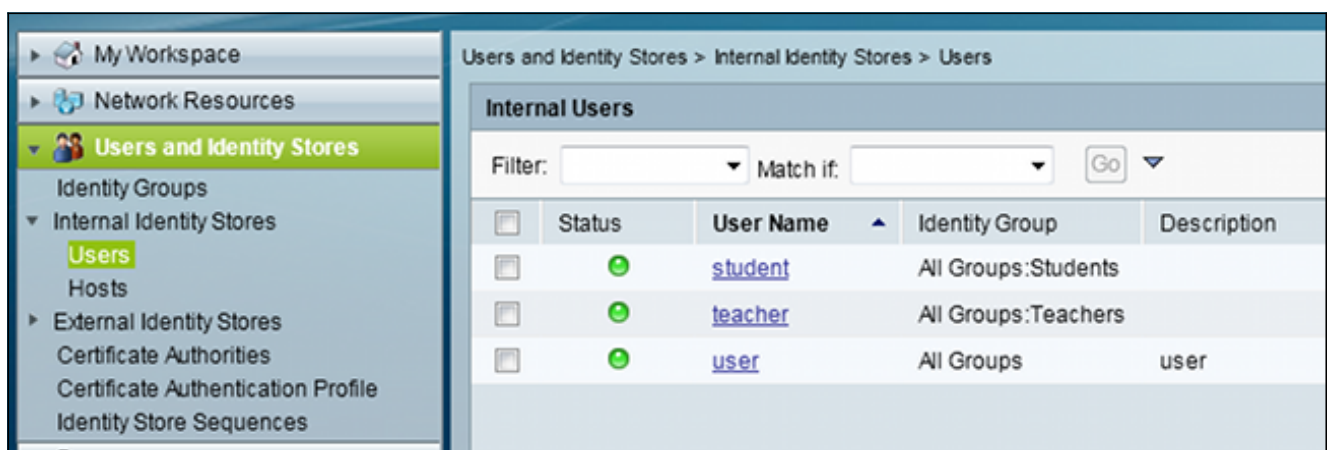 My Workspace
Network Resources
Users and Identity Stores
Identity Groups
Internal Identity Stores
Users
Hosts
External Identity Stores
Certificate Authorities
Certificate Authentication Profile
Identity Store Sequences
Users and Identity Stores > Internal Identity Stores > Users
Internal Users
Filter: Match if: Go
Status User Name Identity Group Description
student All Groups:Students
teacher All Groups:Teachers
user All Groups user